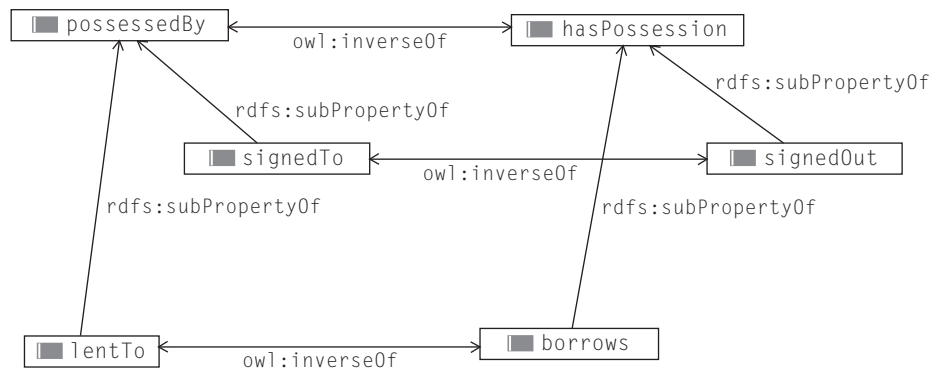 possessedBy
hasPossession
owl:inverseOf
rdfs:subPropertyOf
rdfs:subPropertyOf
signedTo
signedOut
owl:inverseOf
rdfs:subPropertyOf
rdfs:subPropertyOf
lentTo
borrows
owl:inverseOf